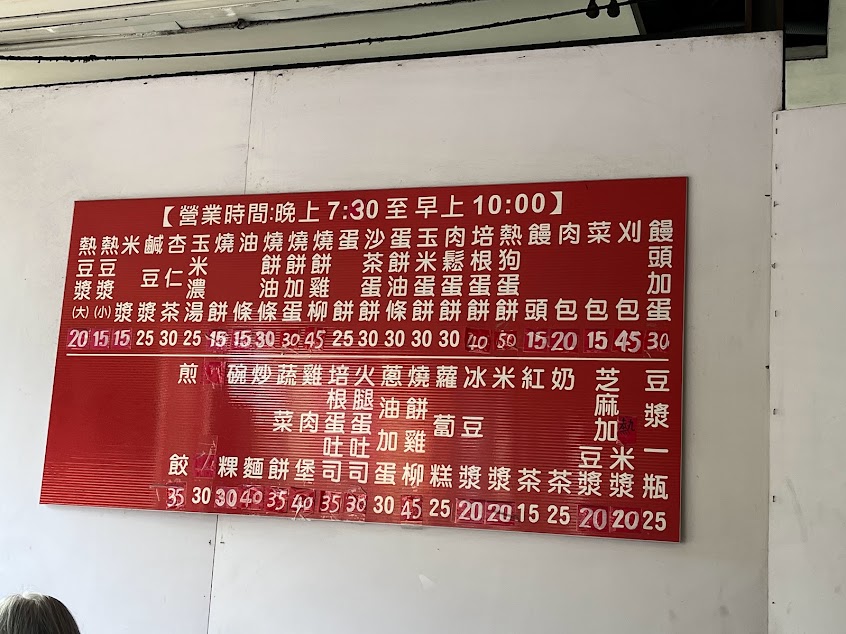 【營業時間:晚上 7:30 至 早上 10:00】
熱豆漿(大) 20
熱豆漿(小) 15
米漿 15
鹹豆漿 25
杏仁茶 30
玉米濃湯 25
燒餅 15
油條 15
燒餅油條 30
燒餅加蛋 30
燒餅雞柳 45
蛋餅 25
沙茶蛋餅 30
蛋餅油條 30
玉米蛋餅 30
肉鬆蛋餅 30
培根蛋餅 40
熱狗蛋餅 50
饅頭 15
肉包 20
菜包 15
刈包 45
饅頭加蛋 30
煎餃 35
30
碗粿 30
炒麵 40
蔬菜餅 35
雞肉堡 40
培根蛋吐司 35
火腿蛋吐司 30
蔥油加蛋 30
燒餅雞柳 45
蘿蔔糕 25
冰豆漿 20
米漿 20
紅茶 15
奶茶 25
芝麻加豆漿 20
熱米漿 20
豆漿一瓶 25